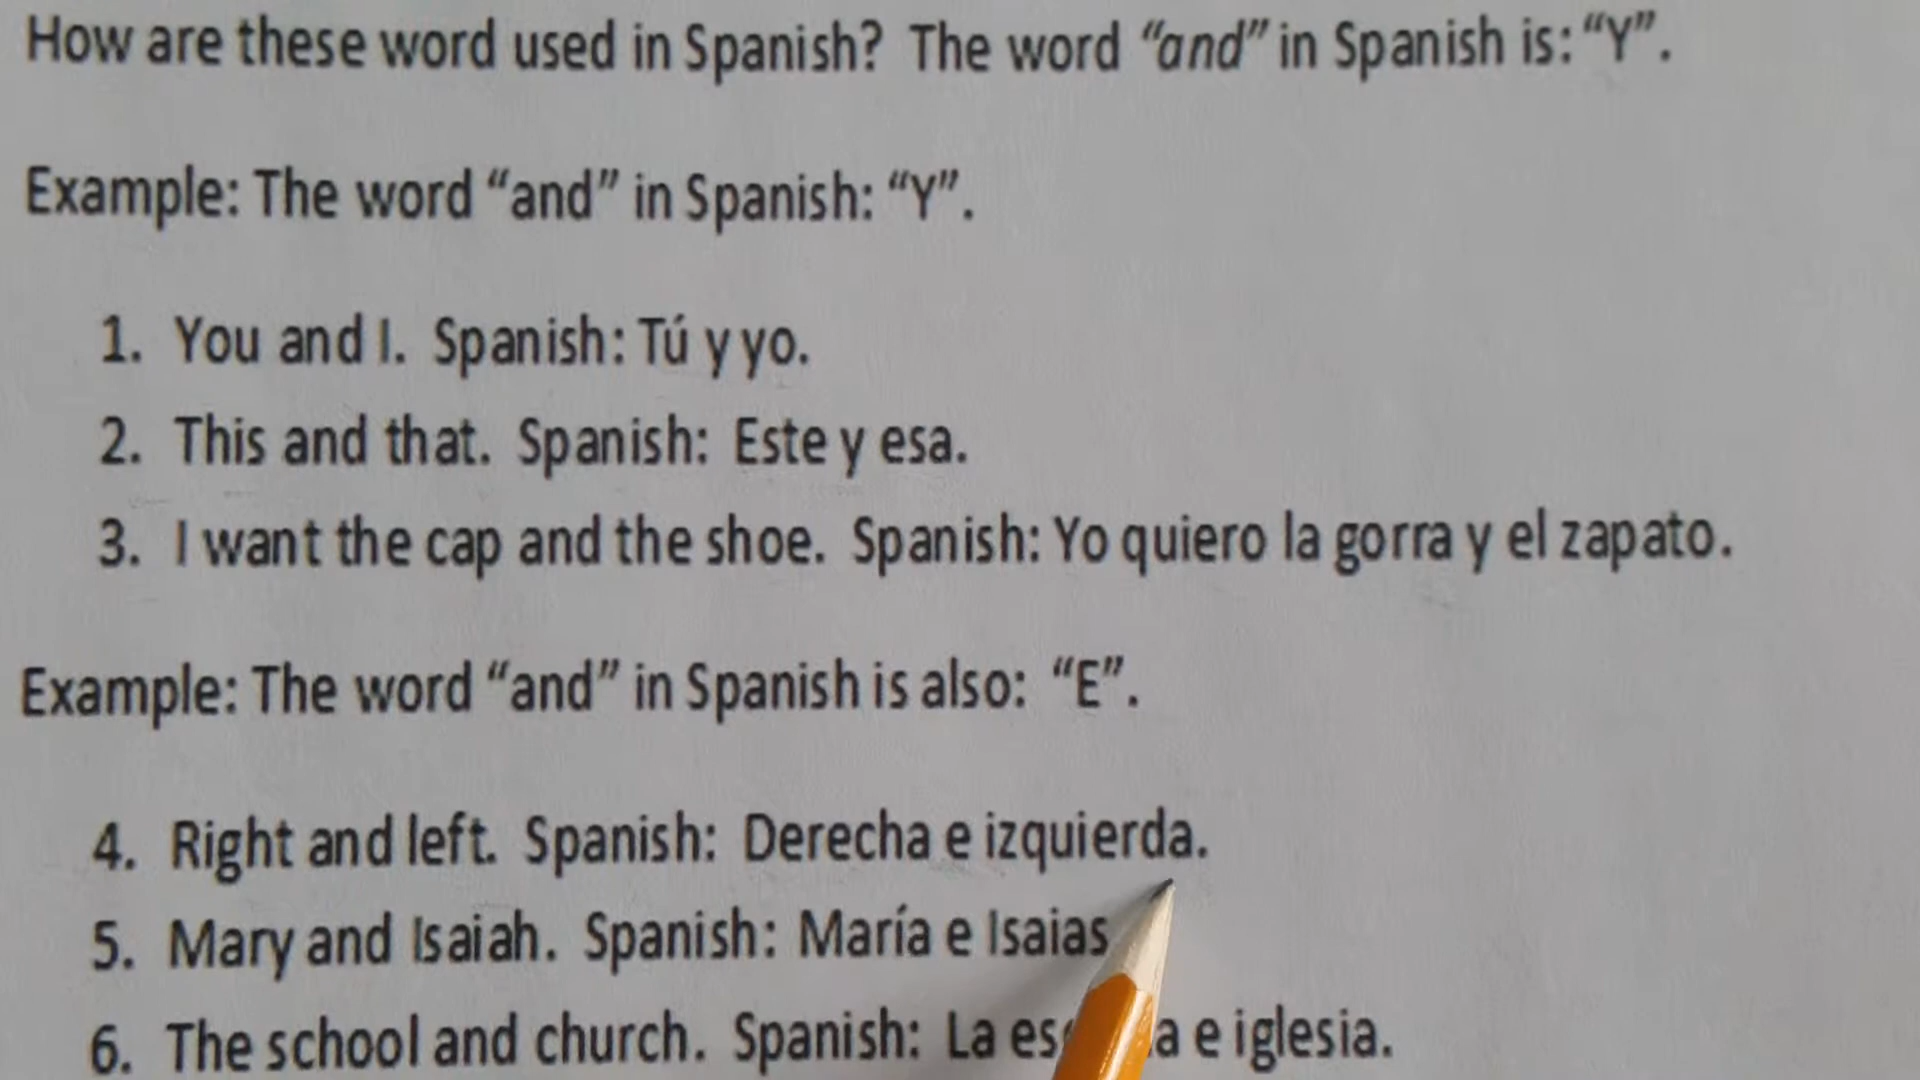 How are these word used in Spanish? The word “and” in Spanish is: “Y”.
Example: The word “and” in Spanish: “Y”.
1. You and I. Spanish: Tú y yo.
2. This and that. Spanish: Este y esa.
3. I want the cap and the shoe. Spanish: Yo quiero la gorra y el zapato.
Example: The word “and” in Spanish is also: “E”.
4. Right and left. Spanish: Derecha e izquierda.
5. Mary and Isaiah. Spanish: María e Isaias
6. The school and church. Spanish: La e iglesia.